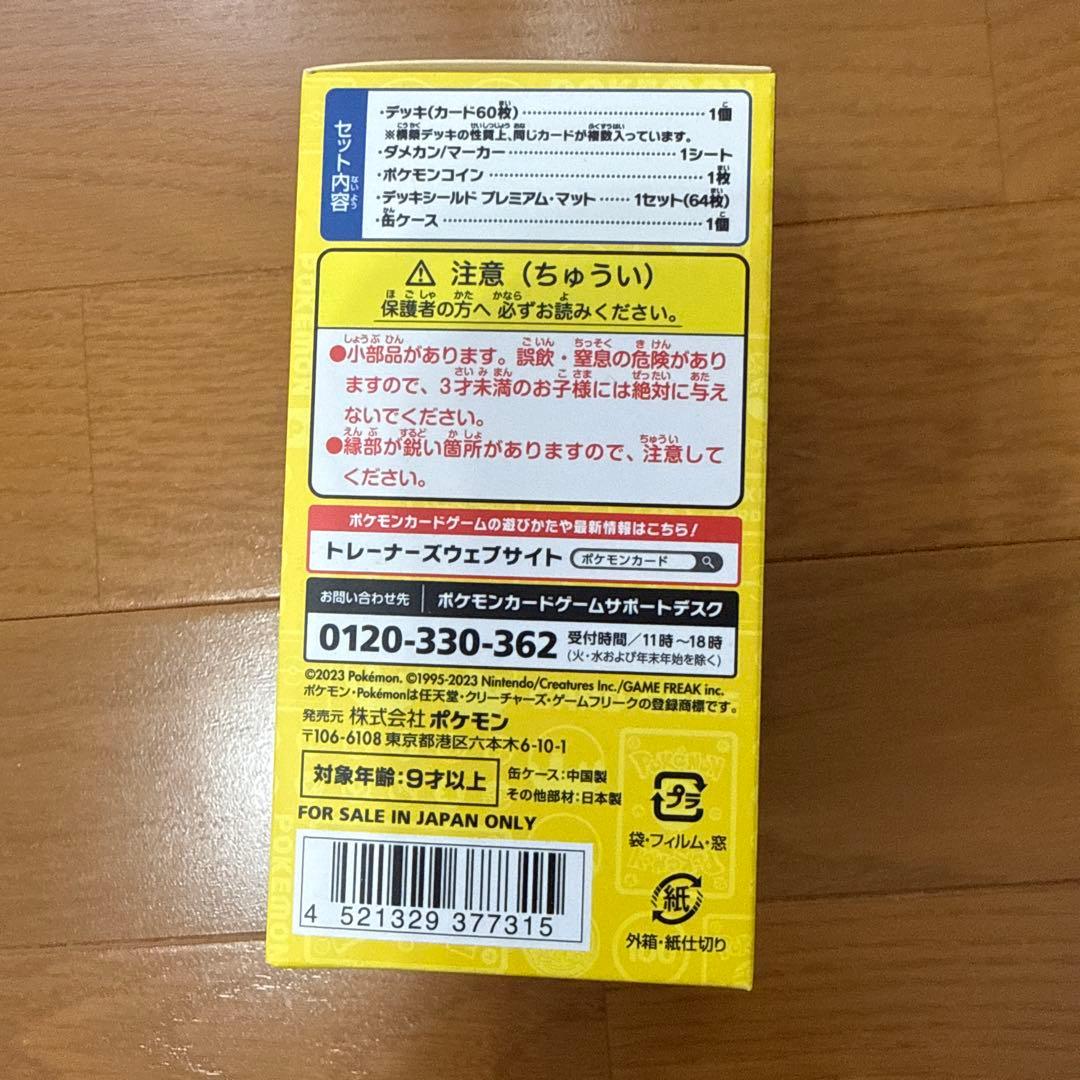 セット内容
・デッキ(カード60枚)……1個
※構築デッキの性質上、同じカードが複数入っています。
・ダメカン/マーカー……1シート
・ポケモンコイン……1枚
・デッキシールド プレミアム・マット……1セット(64枚)
・缶ケース……1個
⚠ 注意（ちゅうい）
保護者の方へ 必ずお読みください。
●小部品があります。誤飲・窒息の危険があり
ますので、3才未満のお子様には絶対に与え
ないでください。
●縁部が鋭い箇所がありますので、注意して
ください。
ポケモンカードゲームの遊びかたや最新情報はこちら！
トレーナーズウェブサイト ポケモンカード
お問い合わせ先 ポケモンカードゲームサポートデスク
0120-330-362 受付時間／11時～18時
(火・水および年末年始を除く)
©2023 Pokémon. ©1995-2023 Nintendo/Creatures Inc./GAME FREAK inc.
ポケモン・Pokémonは任天堂・クリーチャーズ・ゲームフリークの登録商標です。
発売元 株式会社 ポケモン
〒106-6108 東京都港区六本木6-10-1
対象年齢：9才以上
缶ケース：中国製
その他部材：日本製
FOR SALE IN JAPAN ONLY
プラ
袋・フィルム・窓
紙
外箱・紙仕切り
4 521329 377315
POKÉMON
POKÉMON